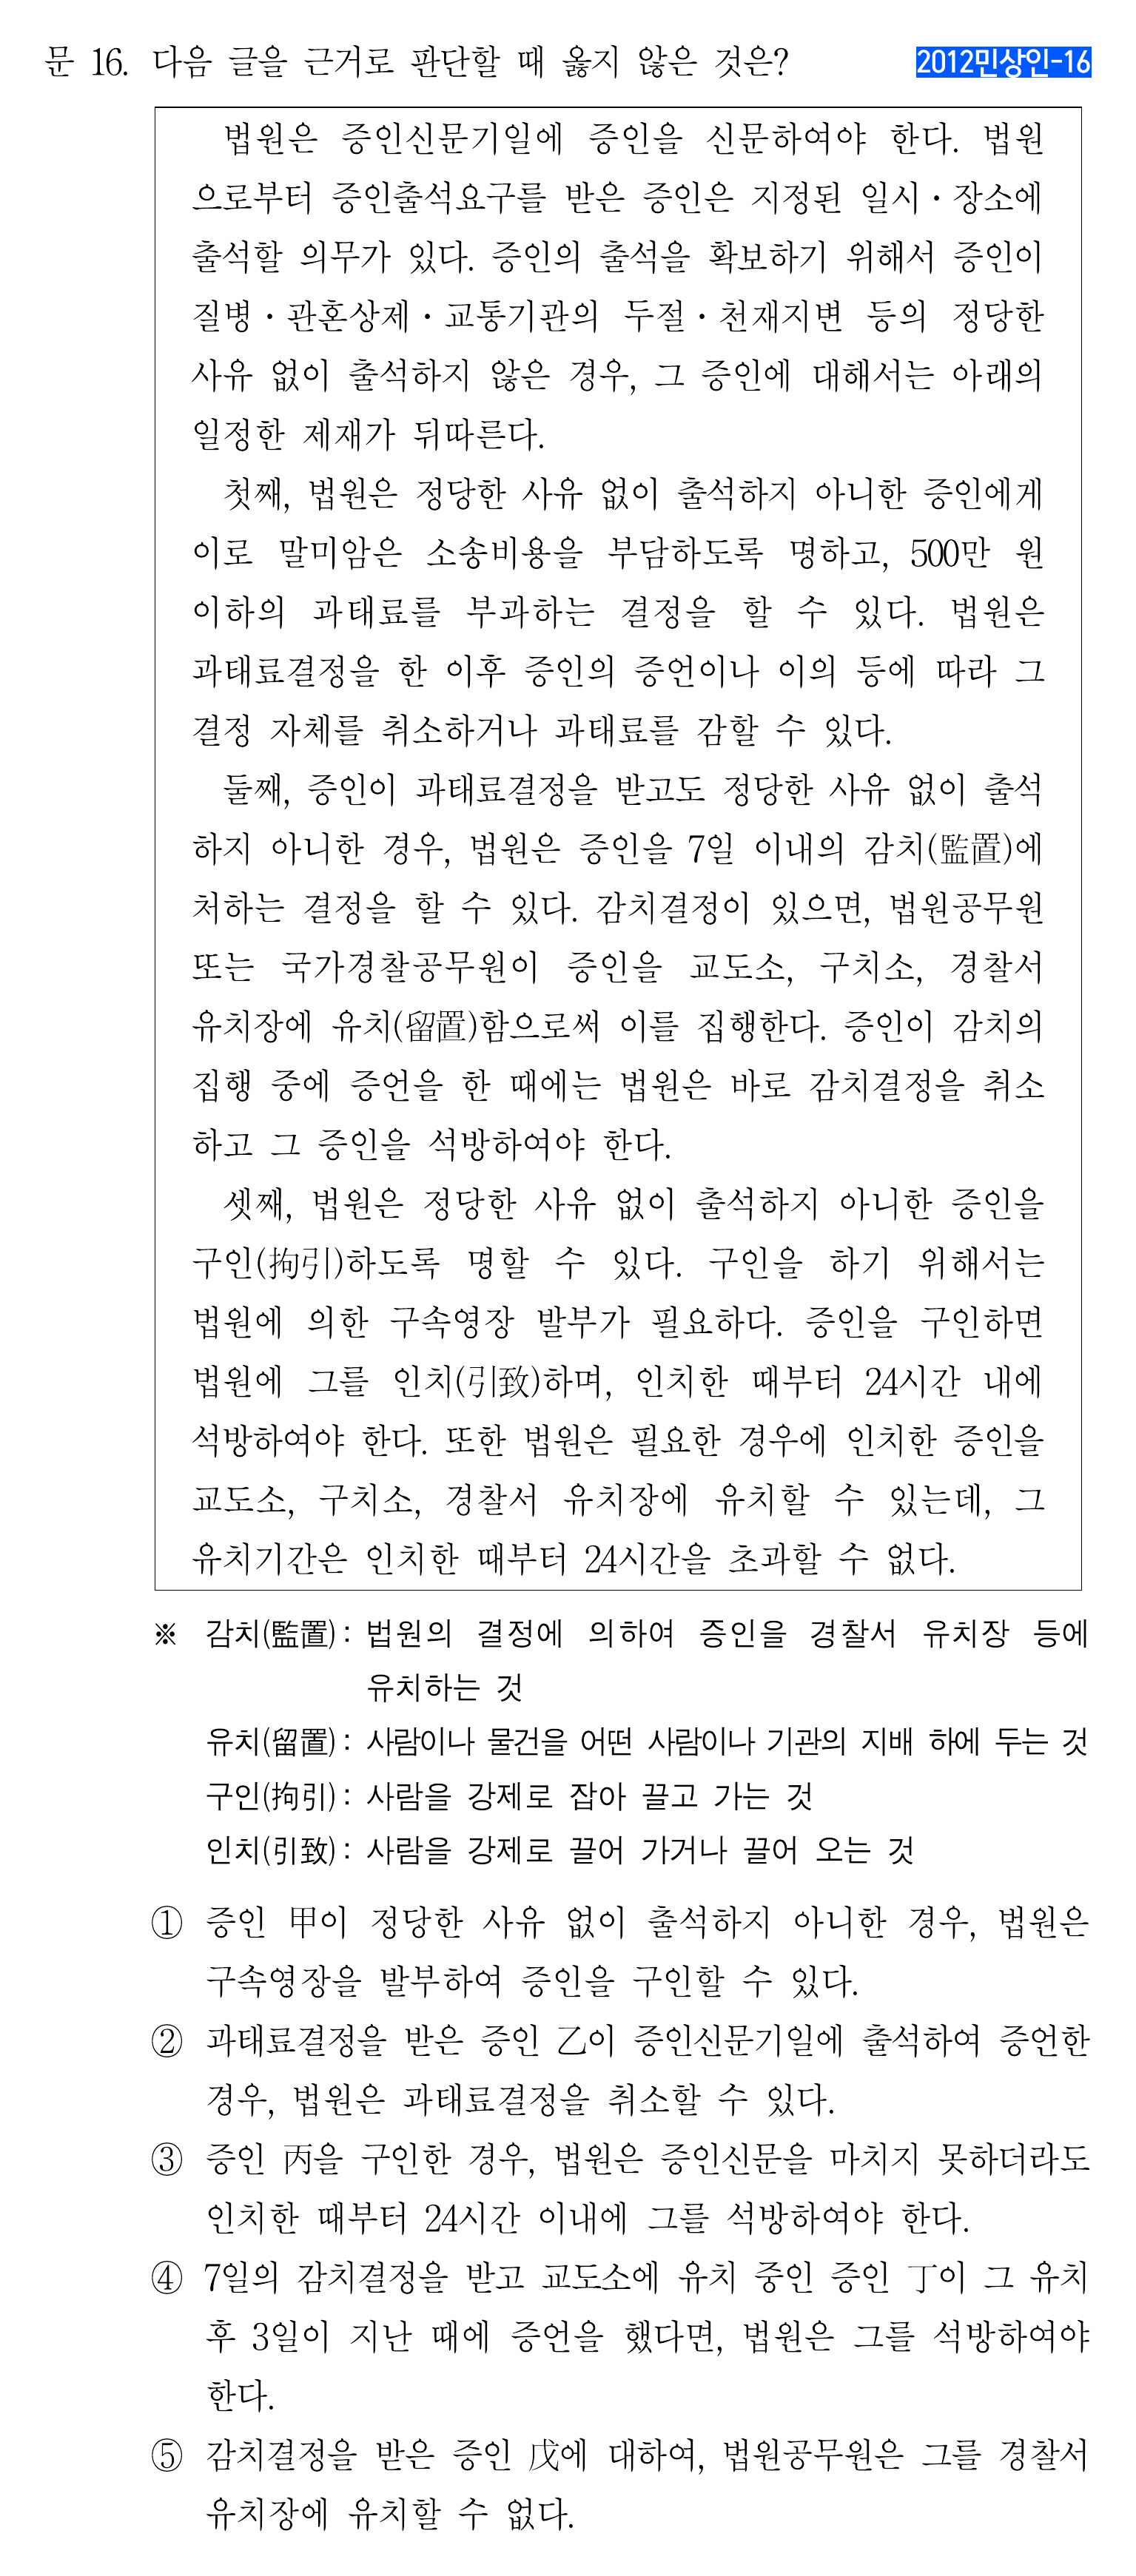 문 16. 다음 글을 근거로 판단할 때 옳지 않은 것은?
2012민상인-16
법원은 증인신문기일에 증인을 신문하여야 한다. 법원
으로부터 증인출석요구를 받은 증인은 지정된 일시·장소에
출석할 의무가 있다. 증인의 출석을 확보하기 위해서 증인이
질병·관혼상제·교통기관의 두절·천재지변 등의 정당한
사유 없이 출석하지 않은 경우, 그 증인에 대해서는 아래의
일정한 제재가 뒤따른다.
첫째, 법원은 정당한 사유 없이 출석하지 아니한 증인에게
이로 말미암은 소송비용을 부담하도록 명하고, 500만 원
이하의 과태료를 부과하는 결정을 할 수 있다. 법원은
과태료결정을 한 이후 증인의 증언이나 이의 등에 따라 그
결정 자체를 취소하거나 과태료를 감할 수 있다.
둘째, 증인이 과태료결정을 받고도 정당한 사유 없이 출석
하지 아니한 경우, 법원은 증인을 7일 이내의 감치(監置)에
처하는 결정을 할 수 있다. 감치결정이 있으면, 법원공무원
또는 국가경찰공무원이 증인을 교도소, 구치소, 경찰서
유치장에 유치(留置)함으로써 이를 집행한다. 증인이 감치의
집행 중에 증언을 한 때에는 법원은 바로 감치결정을 취소
하고 그 증인을 석방하여야 한다.
셋째, 법원은 정당한 사유 없이 출석하지 아니한 증인을
구인(拘引)하도록 명할 수 있다. 구인을 하기 위해서는
법원에 의한 구속영장 발부가 필요하다. 증인을 구인하면
법원에 그를 인치(引致)하며, 인치한 때부터 24시간 내에
석방하여야 한다. 또한 법원은 필요한 경우에 인치한 증인을
교도소, 구치소, 경찰서 유치장에 유치할 수 있는데, 그
유치기간은 인치한 때부터 24시간을 초과할 수 없다.
※ 감치(監置): 법원의 결정에 의하여 증인을 경찰서 유치장 등에
유치하는 것
유치(留置): 사람이나 물건을 어떤 사람이나 기관의 지배 하에 두는 것
구인(拘引): 사람을 강제로 잡아 끌고 가는 것
인치(引致): 사람을 강제로 끌어 가거나 끌어 오는 것
① 증인 甲이 정당한 사유 없이 출석하지 아니한 경우, 법원은
구속영장을 발부하여 증인을 구인할 수 있다.
② 과태료결정을 받은 증인 乙이 증인신문기일에 출석하여 증언한
경우, 법원은 과태료결정을 취소할 수 있다.
③ 증인 丙을 구인한 경우, 법원은 증인신문을 마치지 못하더라도
인치한 때부터 24시간 이내에 그를 석방하여야 한다.
④ 7일의 감치결정을 받고 교도소에 유치 중인 증인 丁이 그 유치
후 3일이 지난 때에 증언을 했다면, 법원은 그를 석방하여야
한다.
⑤ 감치결정을 받은 증인 戊에 대하여, 법원공무원은 그를 경찰서
유치장에 유치할 수 없다.